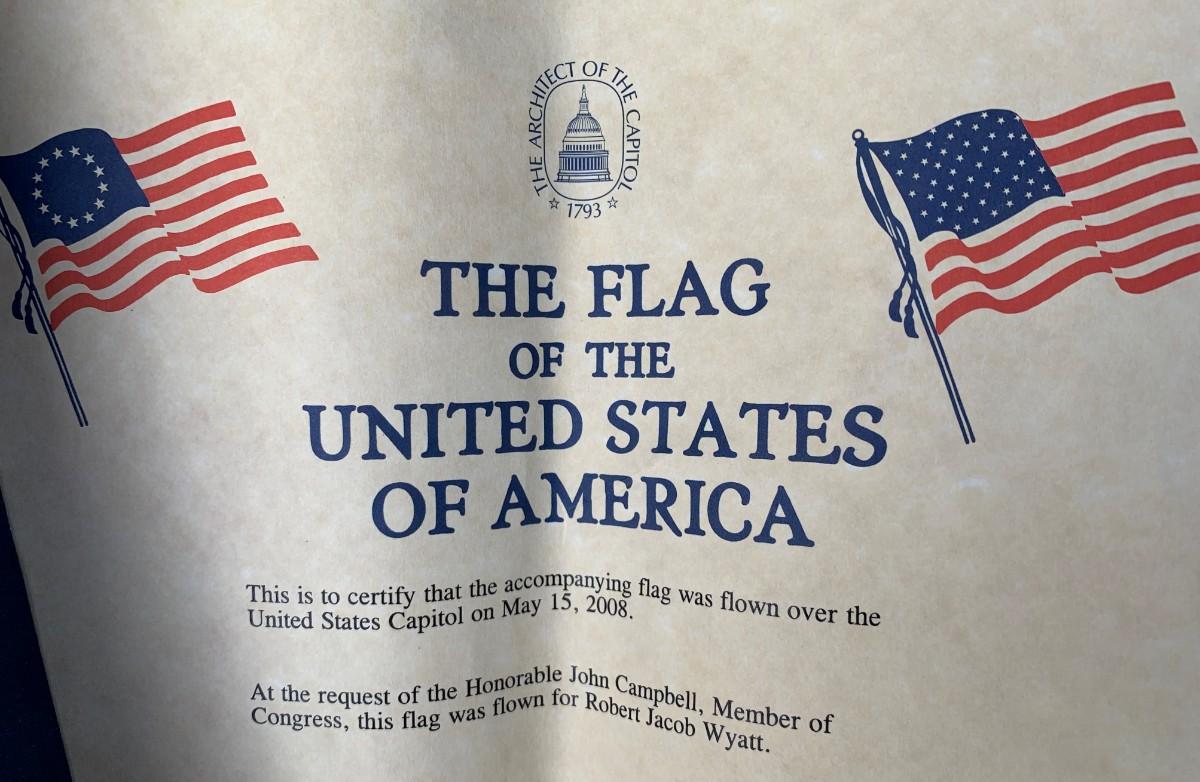 THE ARCHITECT OF THE CAPITOL
1793
THE FLAG
OF THE
UNITED STATES
OF AMERICA
This is to certify that the accompanying flag was flown over the
United States Capitol on May 15, 2008.
At the request of the Honorable John Campbell, Member of
Congress, this flag was flown for Robert Jacob Wyatt.